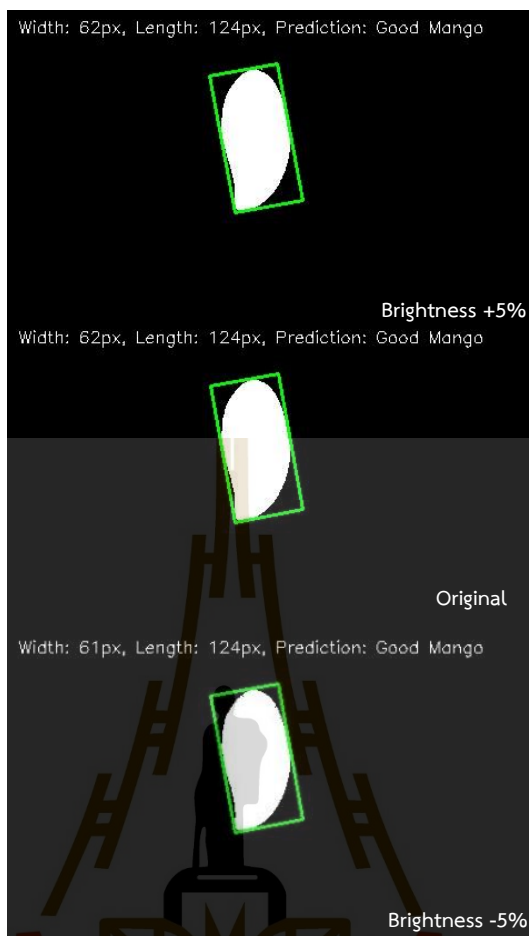 Width: 62px, Length: 124px, Prediction: Good Mango
Brightness +5%
Width: 62px, Length: 124px, Prediction: Good Mango
Original
Width: 61px, Length: 124px, Prediction: Good Mango
Brightness -5%